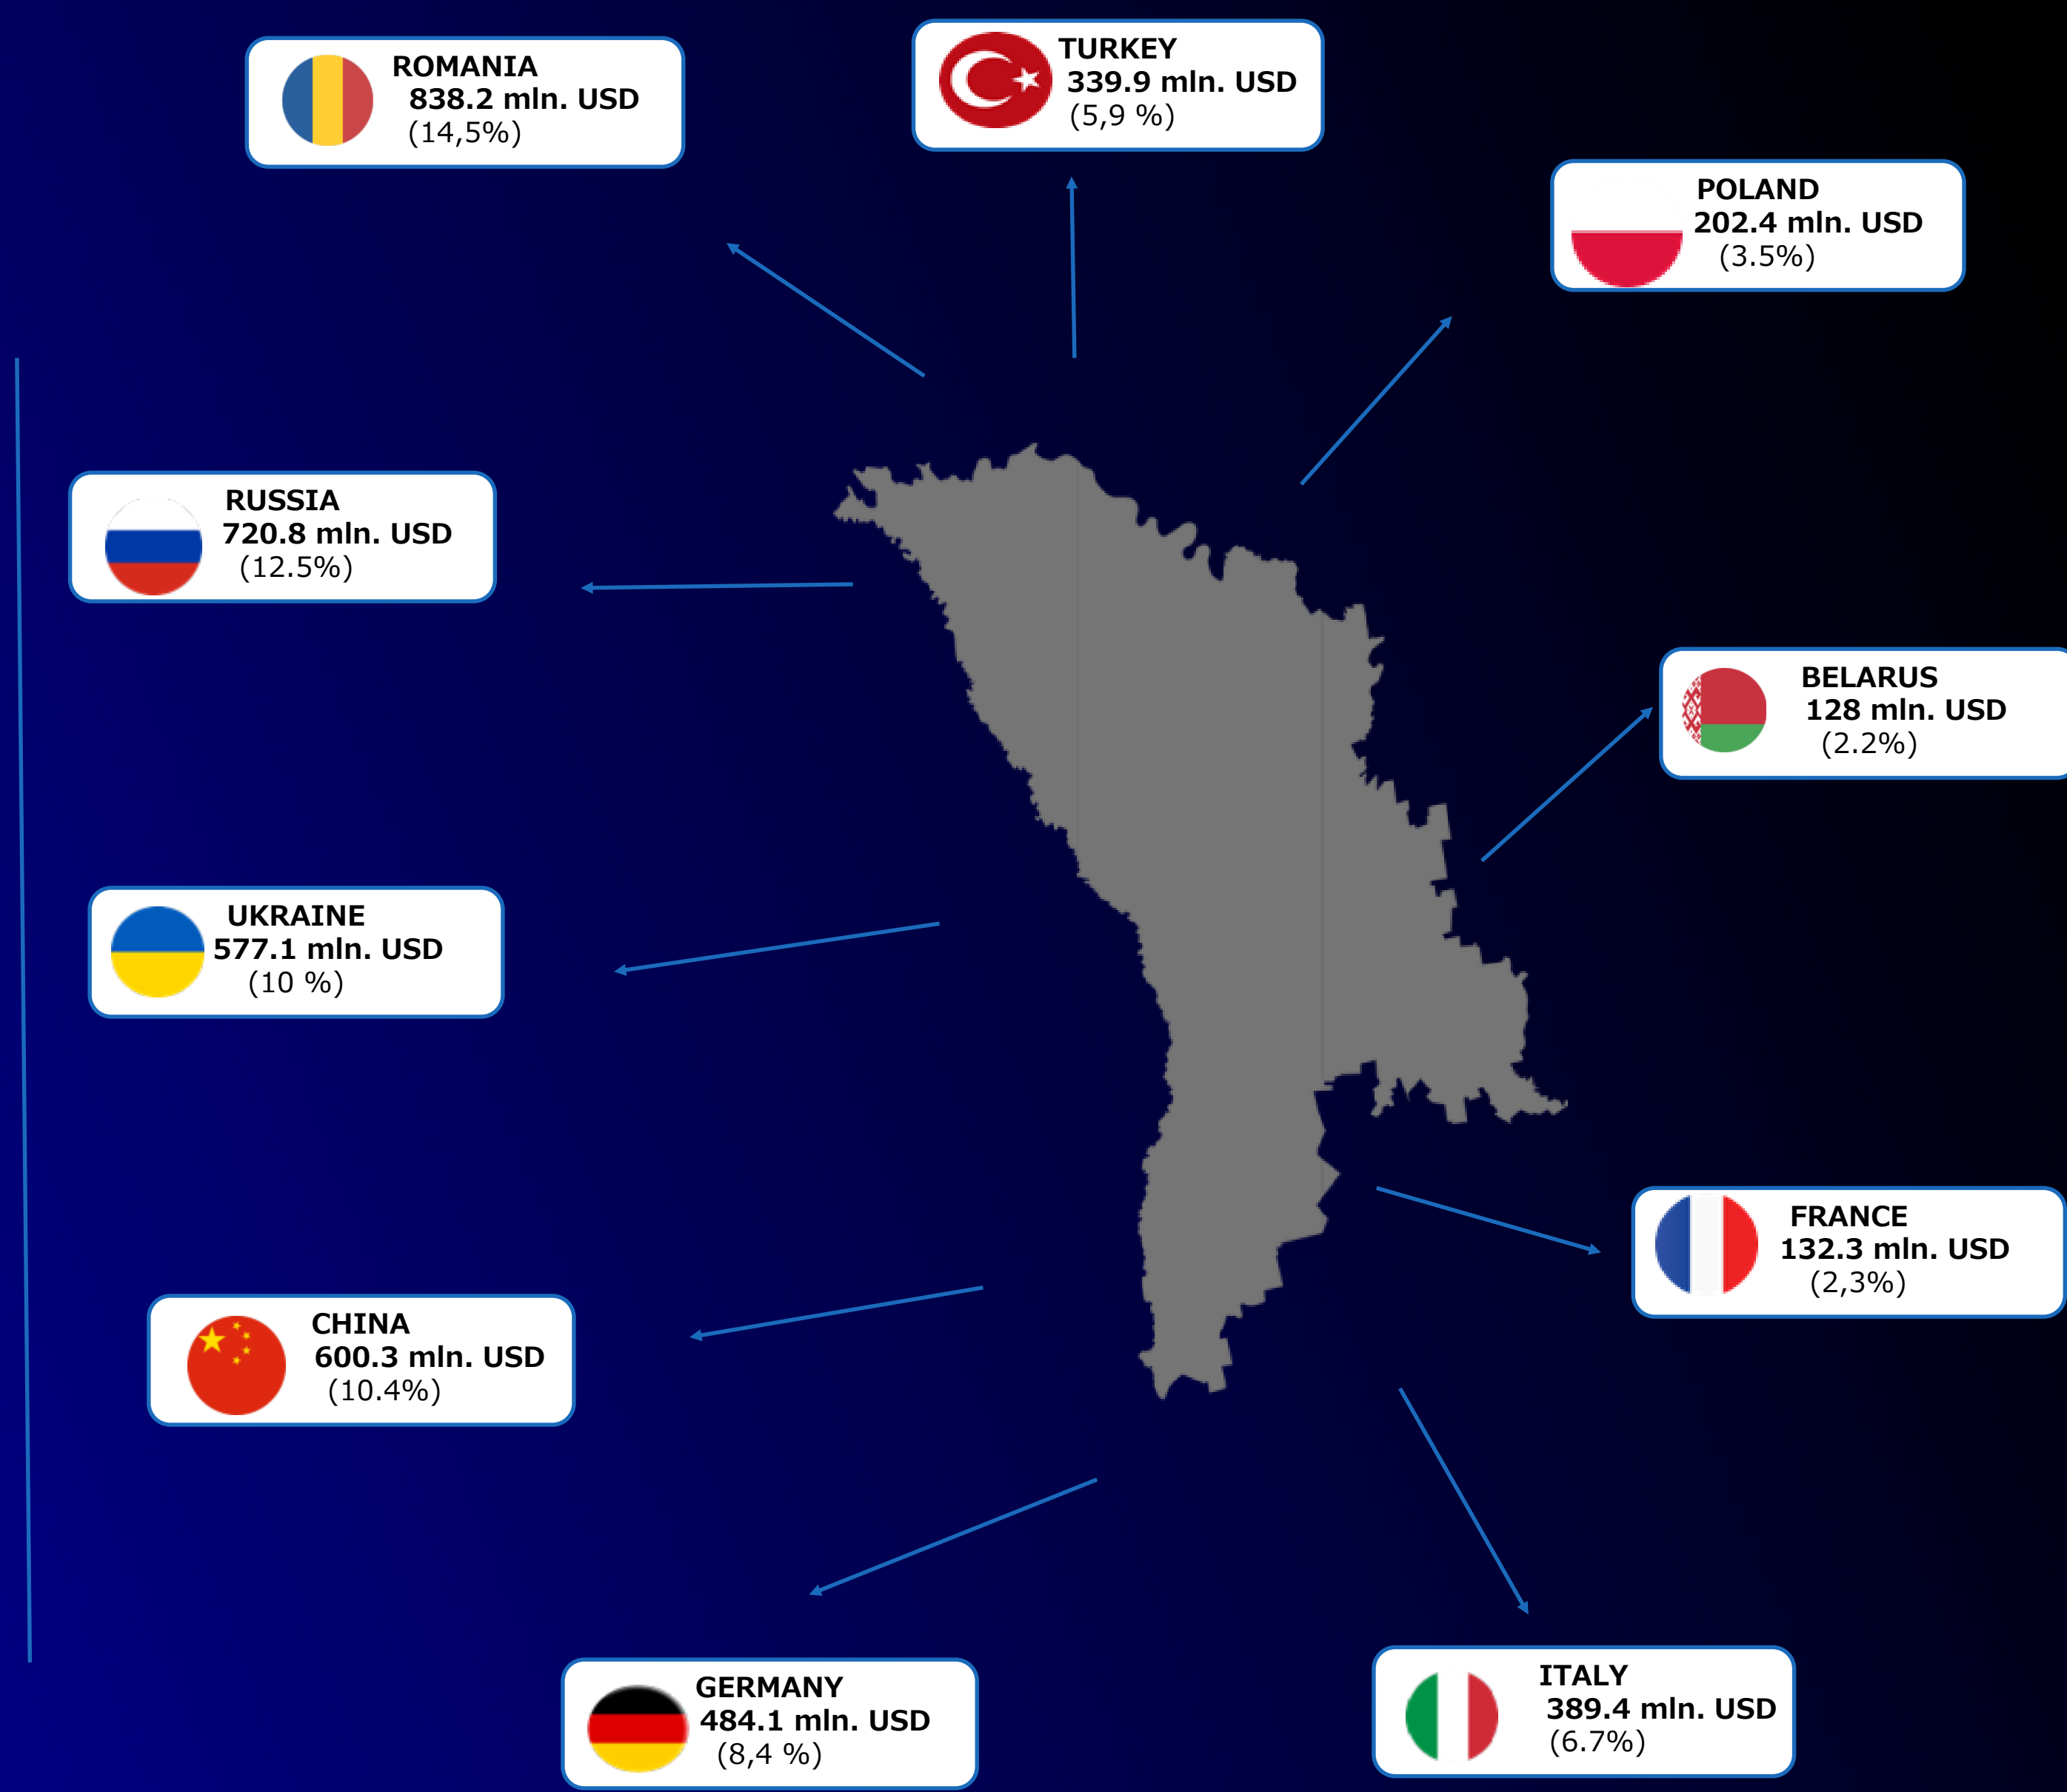 ROMANIA
838.2 mln. USD
(14,5%)
TURKEY
339.9 mln. USD
(5,9 %)
POLAND
202.4 mln. USD
(3.5%)
RUSSIA
720.8 mln. USD
(12.5%)
BELARUS
128 mln. USD
(2.2%)
UKRAINE
577.1 mln. USD
(10 %)
FRANCE
132.3 mln. USD
(2,3%)
CHINA
600.3 mln. USD
(10.4%)
GERMANY
484.1 mln. USD
(8,4 %)
ITALY
389.4 mln. USD
(6.7%)